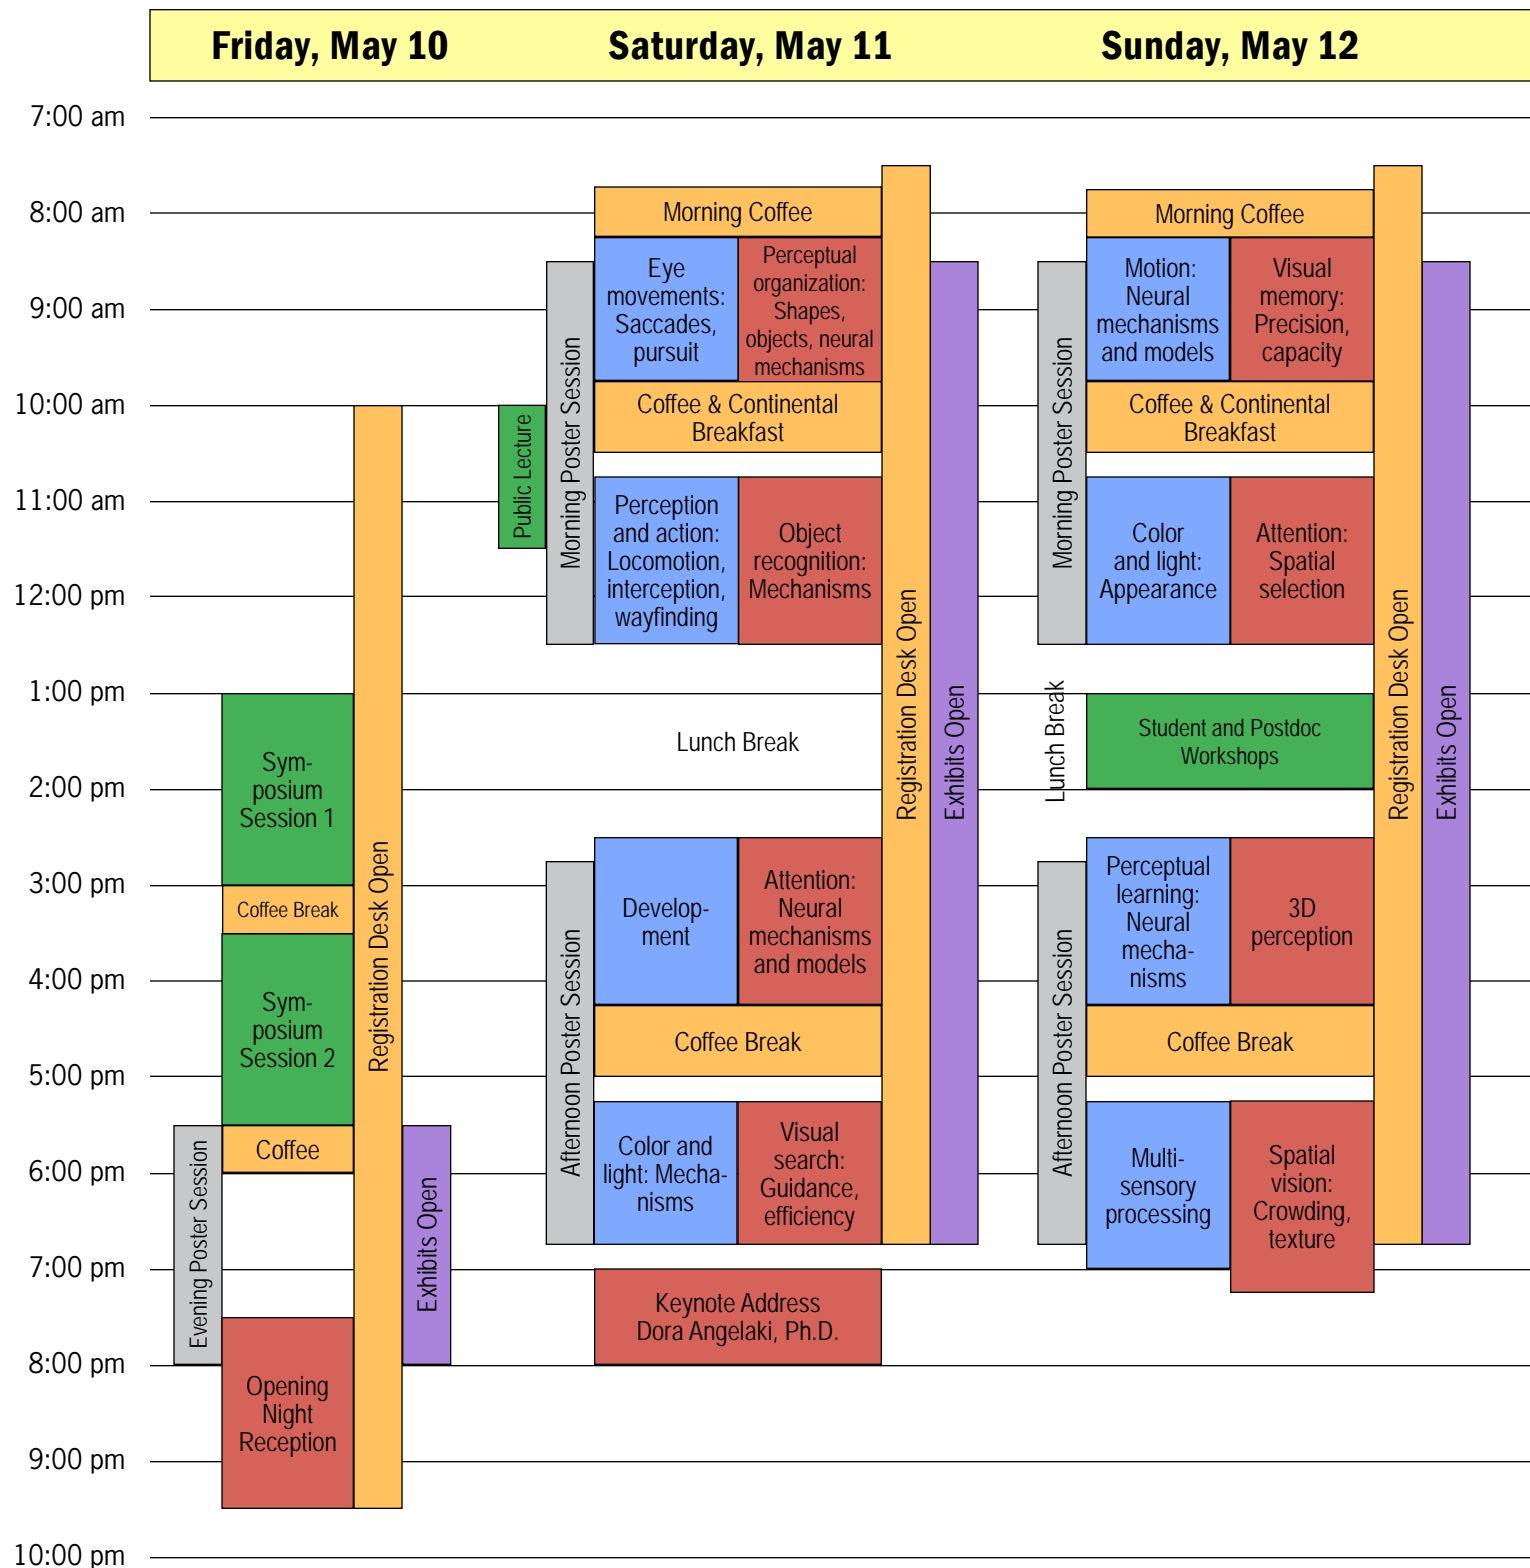 Friday, May 10
Saturday, May 11
Sunday, May 12
7:00 am
8:00 am
9:00 am
10:00 am
11:00 am
12:00 pm
1:00 pm
2:00 pm
3:00 pm
4:00 pm
5:00 pm
6:00 pm
7:00 pm
8:00 pm
9:00 pm
10:00 pm
Evening Poster Session
Sym-
posium
Session 1
Coffee Break
Sym-
posium
Session 2
Coffee
Opening
Night
Reception
Registration Desk Open
Exhibits Open
Public Lecture
Morning Poster Session
Afternoon Poster Session
Morning Coffee
Eye
movements:
Saccades,
pursuit
Perceptual
organization:
Shapes,
objects, neural
mechanisms
Coffee & Continental
Breakfast
Perception
and action:
Locomotion,
interception,
wayfinding
Object
recognition:
Mechanisms
Lunch Break
Develop-
ment
Attention:
Neural
mechanisms
and models
Coffee Break
Color and
light: Mecha-
nisms
Visual
search:
Guidance,
efficiency
Keynote Address
Dora Angelaki, Ph.D.
Registration Desk Open
Exhibits Open
Morning Poster Session
Lunch Break
Afternoon Poster Session
Morning Coffee
Motion:
Neural
mechanisms
and models
Visual
memory:
Precision,
capacity
Coffee & Continental
Breakfast
Color
and light:
Appearance
Attention:
Spatial
selection
Student and Postdoc
Workshops
Perceptual
learning:
Neural
mecha-
nisms
3D
perception
Coffee Break
Multi-
sensory
processing
Spatial
vision:
Crowding,
texture
Registration Desk Open
Exhibits Open